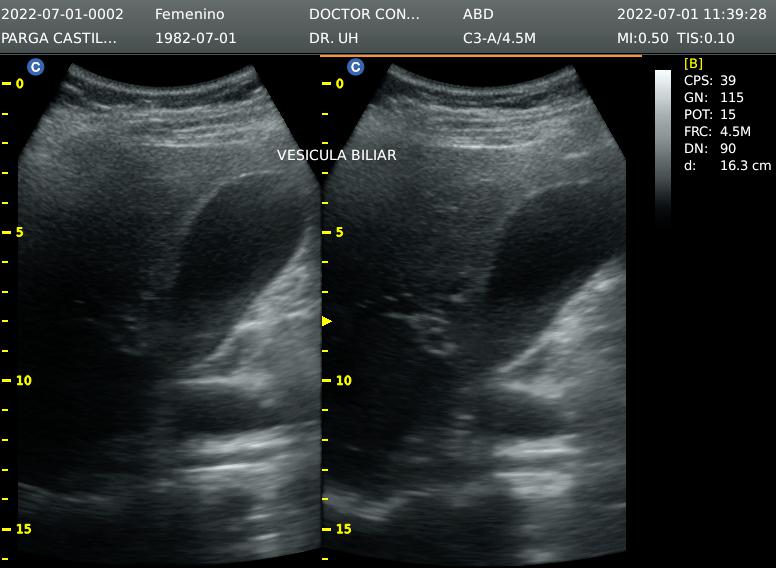 2022-07-01-0002 Femenino DOCTOR CON... ABD 2022-07-01 11:39:28
PARGA CASTIL... 1982-07-01 DR. UH C3-A/4.5M MI:0.50 TIS:0.10
C C [B]
0 0 CPS: 39
GN: 115
POT: 15
FRC: 4.5M
DN: 90
VESICULA BILIAR
d: 16.3 cm
5 5
10 10
15 15